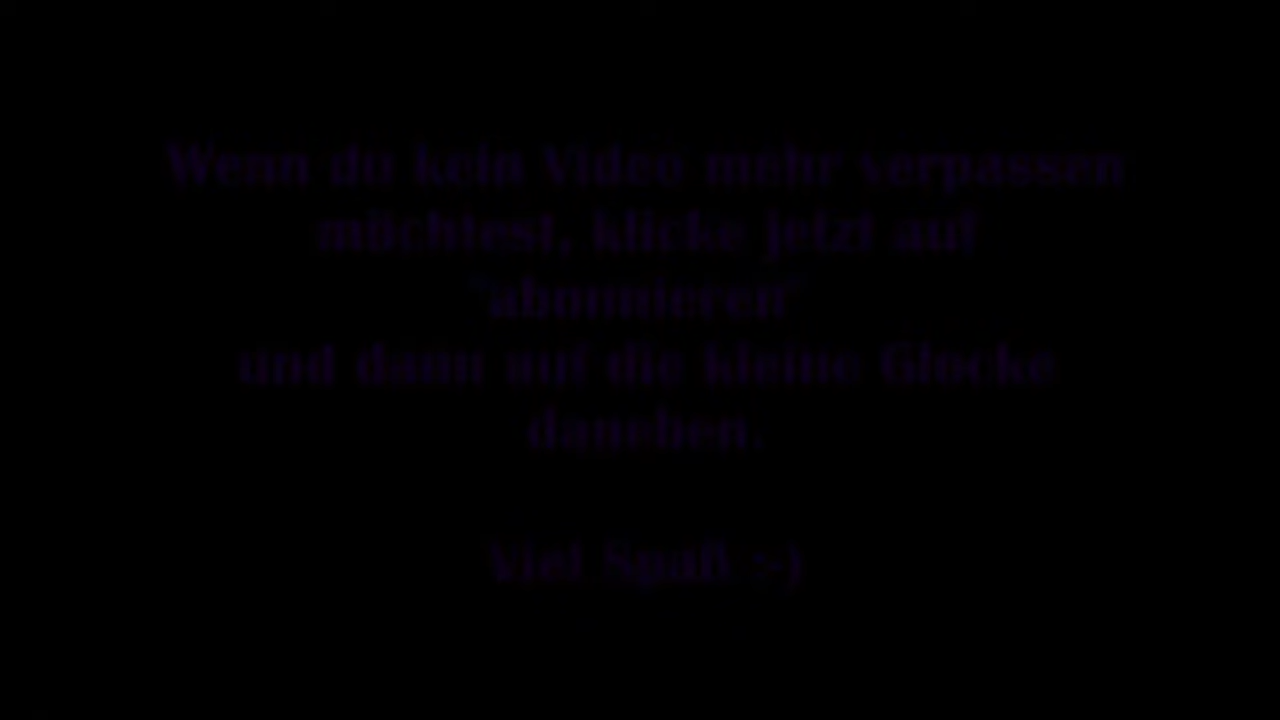 Wenn du kein Video mehr verpassen
möchtest, klicke jetzt auf
"abonnieren"
und dann auf die kleine Glocke
daneben.
Viel Spaß :-)